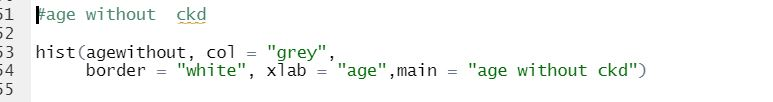 51 #age without  ckd
52
53 hist(agewithout, col = "grey",
54      border = "white", xlab = "age",main = "age without ckd")
55